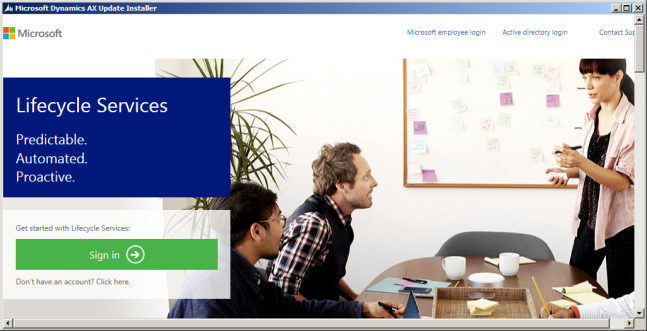 Microsoft Dynamics AX Update Installer
Microsoft
Microsoft employee login
Active directory login
Contact Sup
Lifecycle Services
Predictable.
Automated.
Proactive.
Get started with Lifecycle Services:
Sign in
Don't have an account? Click here.